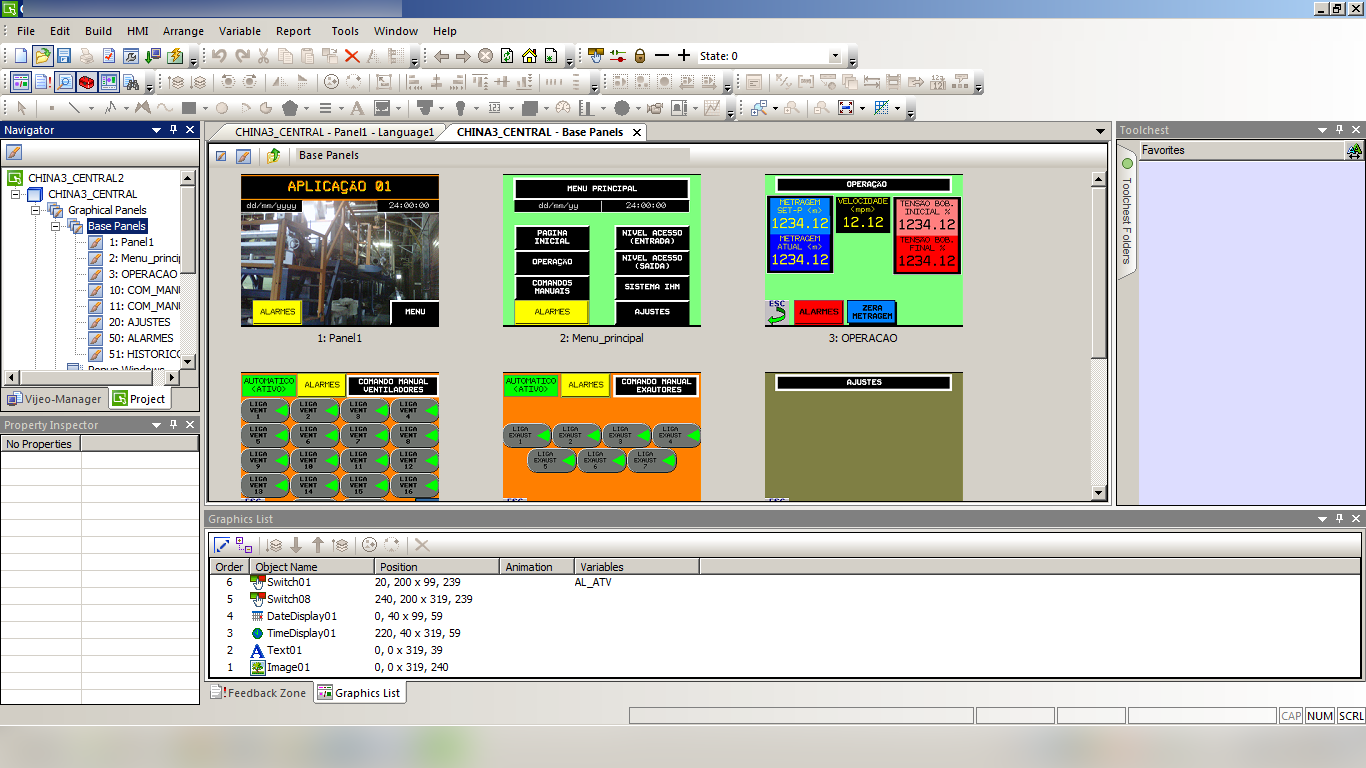 File Edit Build HMI Arrange Variable Report Tools Window Help
State: 0
Navigator
CHINA3_CENTRAL2
CHINA3_CENTRAL
Graphical Panels
Base Panels
1: Panel1
2: Menu_princip
3: OPERACAO
10: COM_MANU
11: COM_MANU
20: AJUSTES
50: ALARMES
51: HISTORICO
Popup Windows
Vijeo-Manager Project
Property Inspector
No Properties
CHINA3_CENTRAL - Panel1 - Language1
CHINA3_CENTRAL - Base Panels
Base Panels
APLICAÇÃO 01
dd/mm/yyyy 24:00:00
ALARMES MENU
1: Panel1
MENU PRINCIPAL
dd/mm/yy 24:00:00
PAGINA INICIAL
NIVEL ACESSO (ENTRADA)
OPERAÇÃO
NIVEL ACESSO (SAIDA)
COMANDOS MANUAIS
SISTEMA IHM
ALARMES
AJUSTES
2: Menu_principal
OPERAÇÃO
METRAGEM SET-P (m)
1234.12
VELOCIDADE (mpm)
12.12
TENSAO BOB. INICIAL %
1234.12
METRAGEM ATUAL (m)
1234.12
TENSAO BOB. FINAL %
1234.12
ESC
ALARMES
ZERA METRAGEM
3: OPERACAO
AUTOMATICO (ATIVO)
ALARMES
COMANDO MANUAL VENTILADORES
LIGA VENT 1
LIGA VENT 2
LIGA VENT 3
LIGA VENT 4
LIGA VENT 5
LIGA VENT 6
LIGA VENT 7
LIGA VENT 8
LIGA VENT 9
LIGA VENT 10
LIGA VENT 11
LIGA VENT 12
LIGA VENT 13
LIGA VENT 14
LIGA VENT 15
LIGA VENT 16
AUTOMATICO (ATIVO)
ALARMES
COMANDO MANUAL EXAUTORES
LIGA EXAUST 1
LIGA EXAUST 2
LIGA EXAUST 3
LIGA EXAUST 4
LIGA EXAUST 5
LIGA EXAUST 6
LIGA EXAUST 7
AJUSTES
Toolchest
Favorites
Toolchest Folders
Graphics List
Order Object Name Position Animation Variables
6 Switch01 20, 200 x 99, 239 AL_ATV
5 Switch08 240, 200 x 319, 239
4 DateDisplay01 0, 40 x 99, 59
3 TimeDisplay01 220, 40 x 319, 59
2 Text01 0, 0 x 319, 39
1 Image01 0, 0 x 319, 240
Feedback Zone Graphics List
CAP NUM SCRL